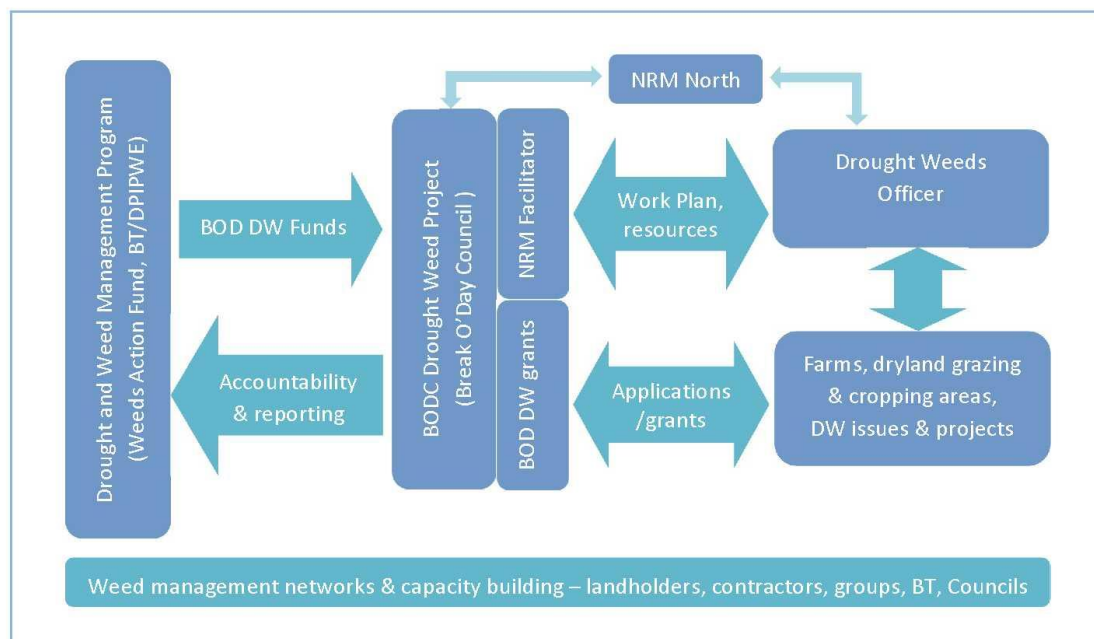 Drought and Weed Management Program
(Weeds Action Fund, BT/DPIPWE)
BOD DW Funds
Accountability
& reporting
BODC Drought Weed Project
(Break O'Day Council )
NRM Facilitator
BOD DW grants
NRM North
Work Plan,
resources
Applications
/grants
Drought Weeds
Officer
Farms, dryland grazing
& cropping areas,
DW issues & projects
Weed management networks & capacity building – landholders, contractors, groups, BT, Councils